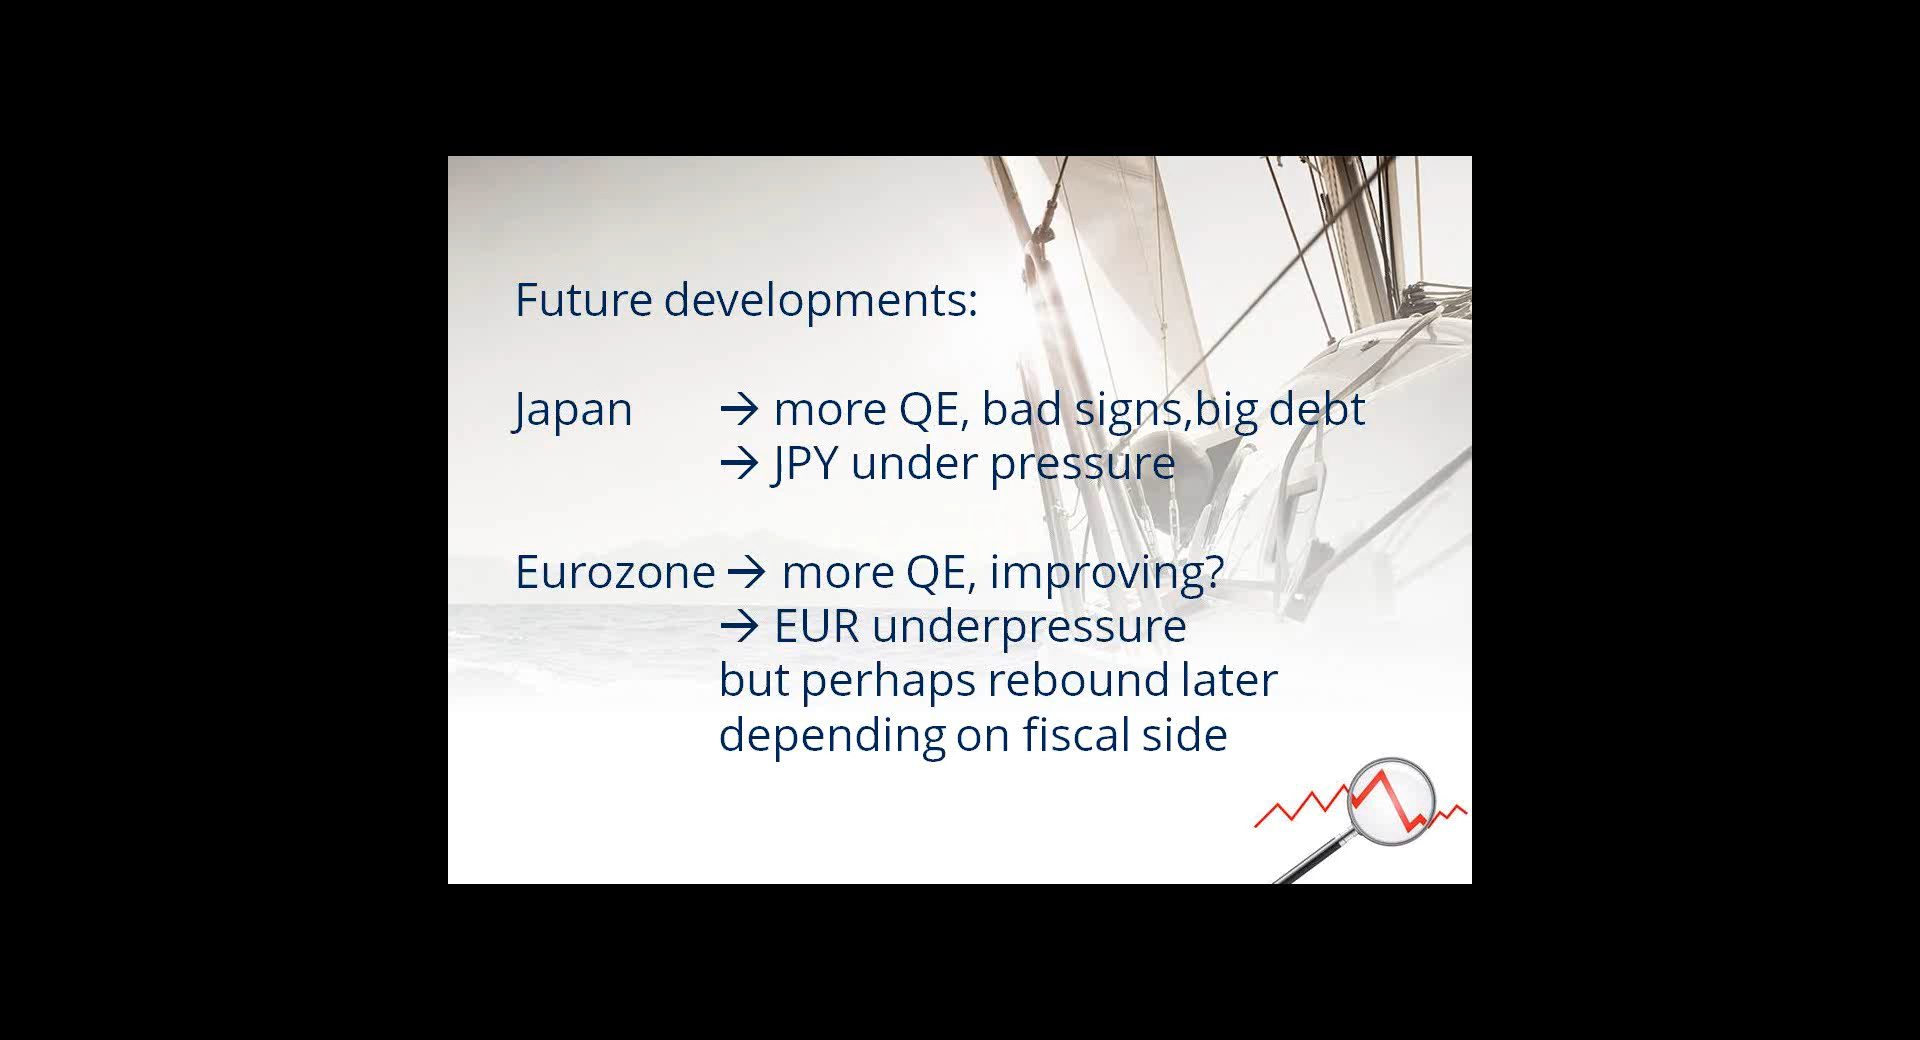 Future developments:
Japan → more QE, bad signs,big debt
→ JPY under pressure
Eurozone → more QE, improving?
→ EUR underpressure
but perhaps rebound later
depending on fiscal side